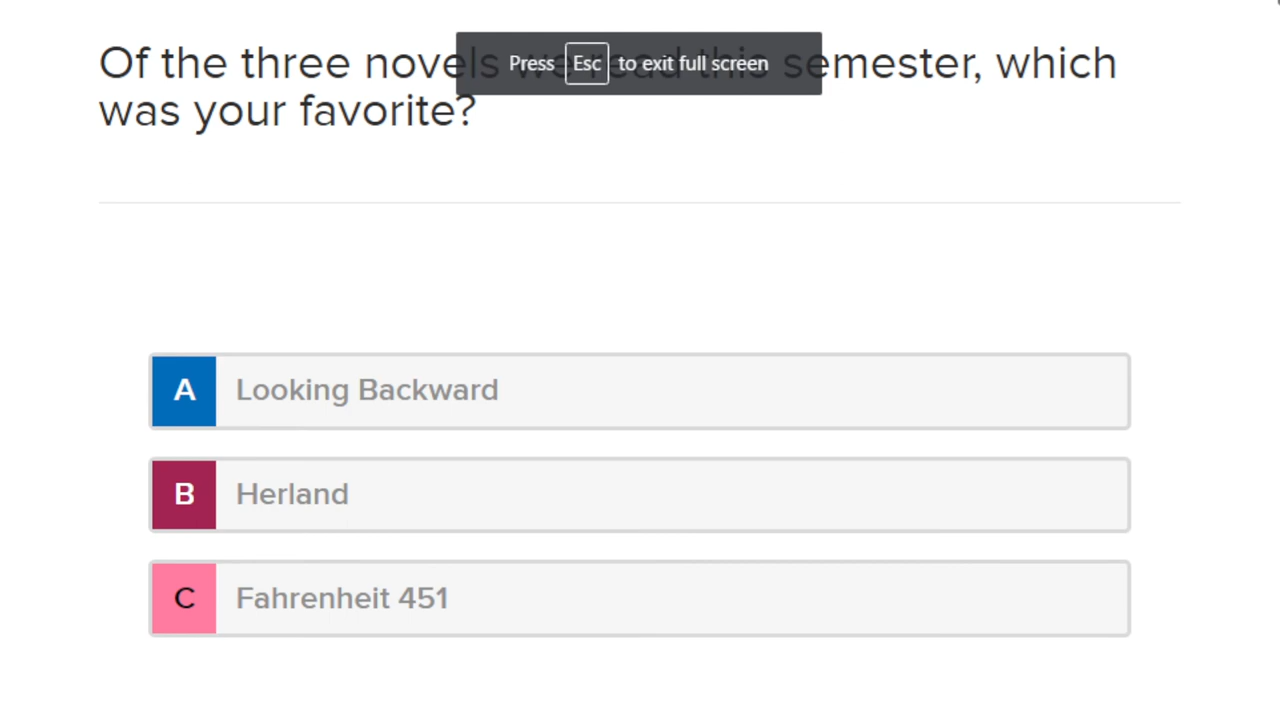 Of the three novels we read this semester, which
was your favorite?
Press Esc to exit full screen
A Looking Backward
B Herland
C Fahrenheit 451